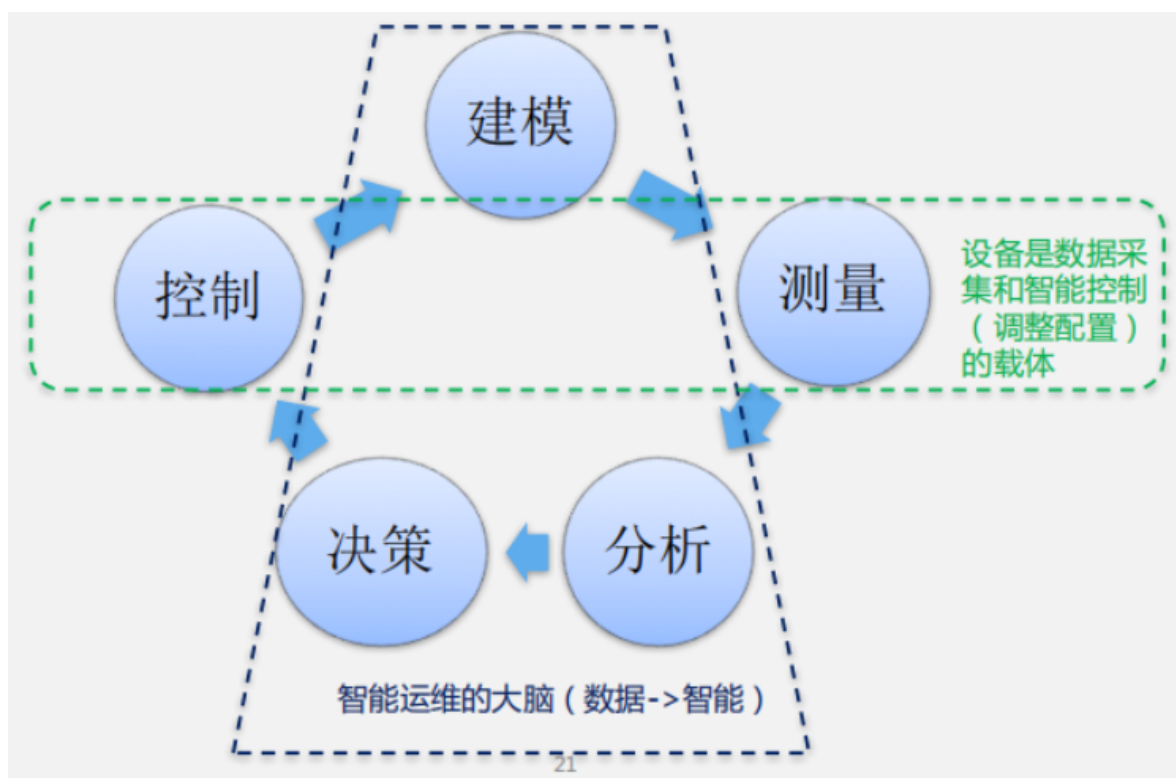 建模
控制
测量
设备是数据采
集和智能控制
（调整配置）
的载体
决策
分析
智能运维的大脑（数据->智能）
21